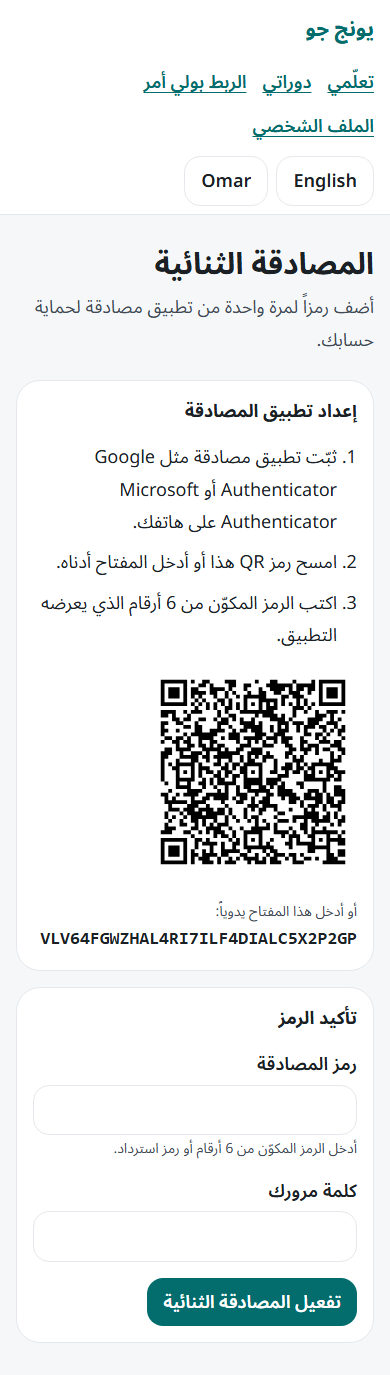 يونج جو
تعلّمي دوراتي الربط بولي أمر
الملف الشخصي
English Omar
المصادقة الثنائية
أضف رمزاً لمرة واحدة من تطبيق مصادقة لحماية
حسابك.
إعداد تطبيق المصادقة
1. ثبّت تطبيق مصادقة مثل Google
Authenticator أو Microsoft
Authenticator على هاتفك.
2. امسح رمز QR هذا أو أدخل المفتاح أدناه.
3. اكتب الرمز المكوّن من 6 أرقام الذي يعرضه
التطبيق.
أو أدخل هذا المفتاح يدوياً:
VLV64FGWZHAL4RI7ILF4DIALC5X2P2GP
تأكيد الرمز
رمز المصادقة
أدخل الرمز المكوّن من 6 أرقام أو رمز استرداد.
كلمة مرورك
تفعيل المصادقة الثنائية